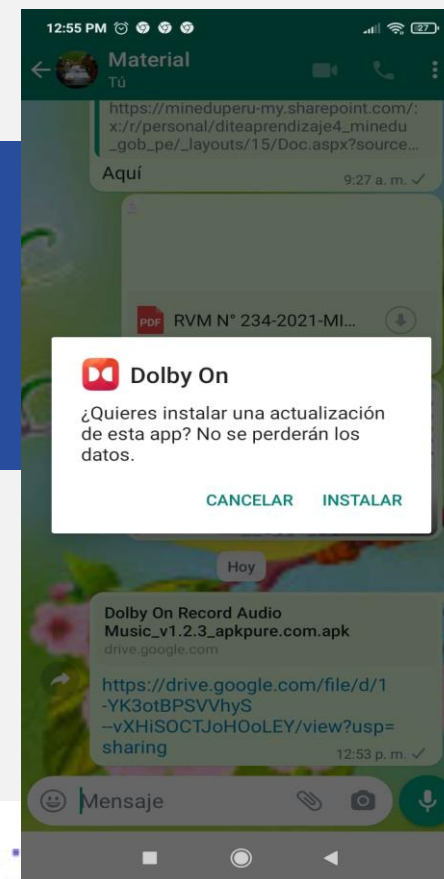 12:55 PM
27
Material
Tú
https://mineduperu-my.sharepoint.com/:
x:/r/personal/diteaprendizaje4_minedu
_gob_pe/_layouts/15/Doc.aspx?source...
Aquí
9:27 a. m.
PDF RVM N° 234-2021-MI...
Dolby On
¿Quieres instalar una actualización
de esta app? No se perderán los
datos.
CANCELAR INSTALAR
Hoy
Dolby On Record Audio
Music_v1.2.3_apkpure.com.apk
drive.google.com
https://drive.google.com/file/d/1
-YK3otBPSVVhyS
--vXHiSOCTJoHOoLEY/view?usp=
sharing
12:53 p. m.
Mensaje